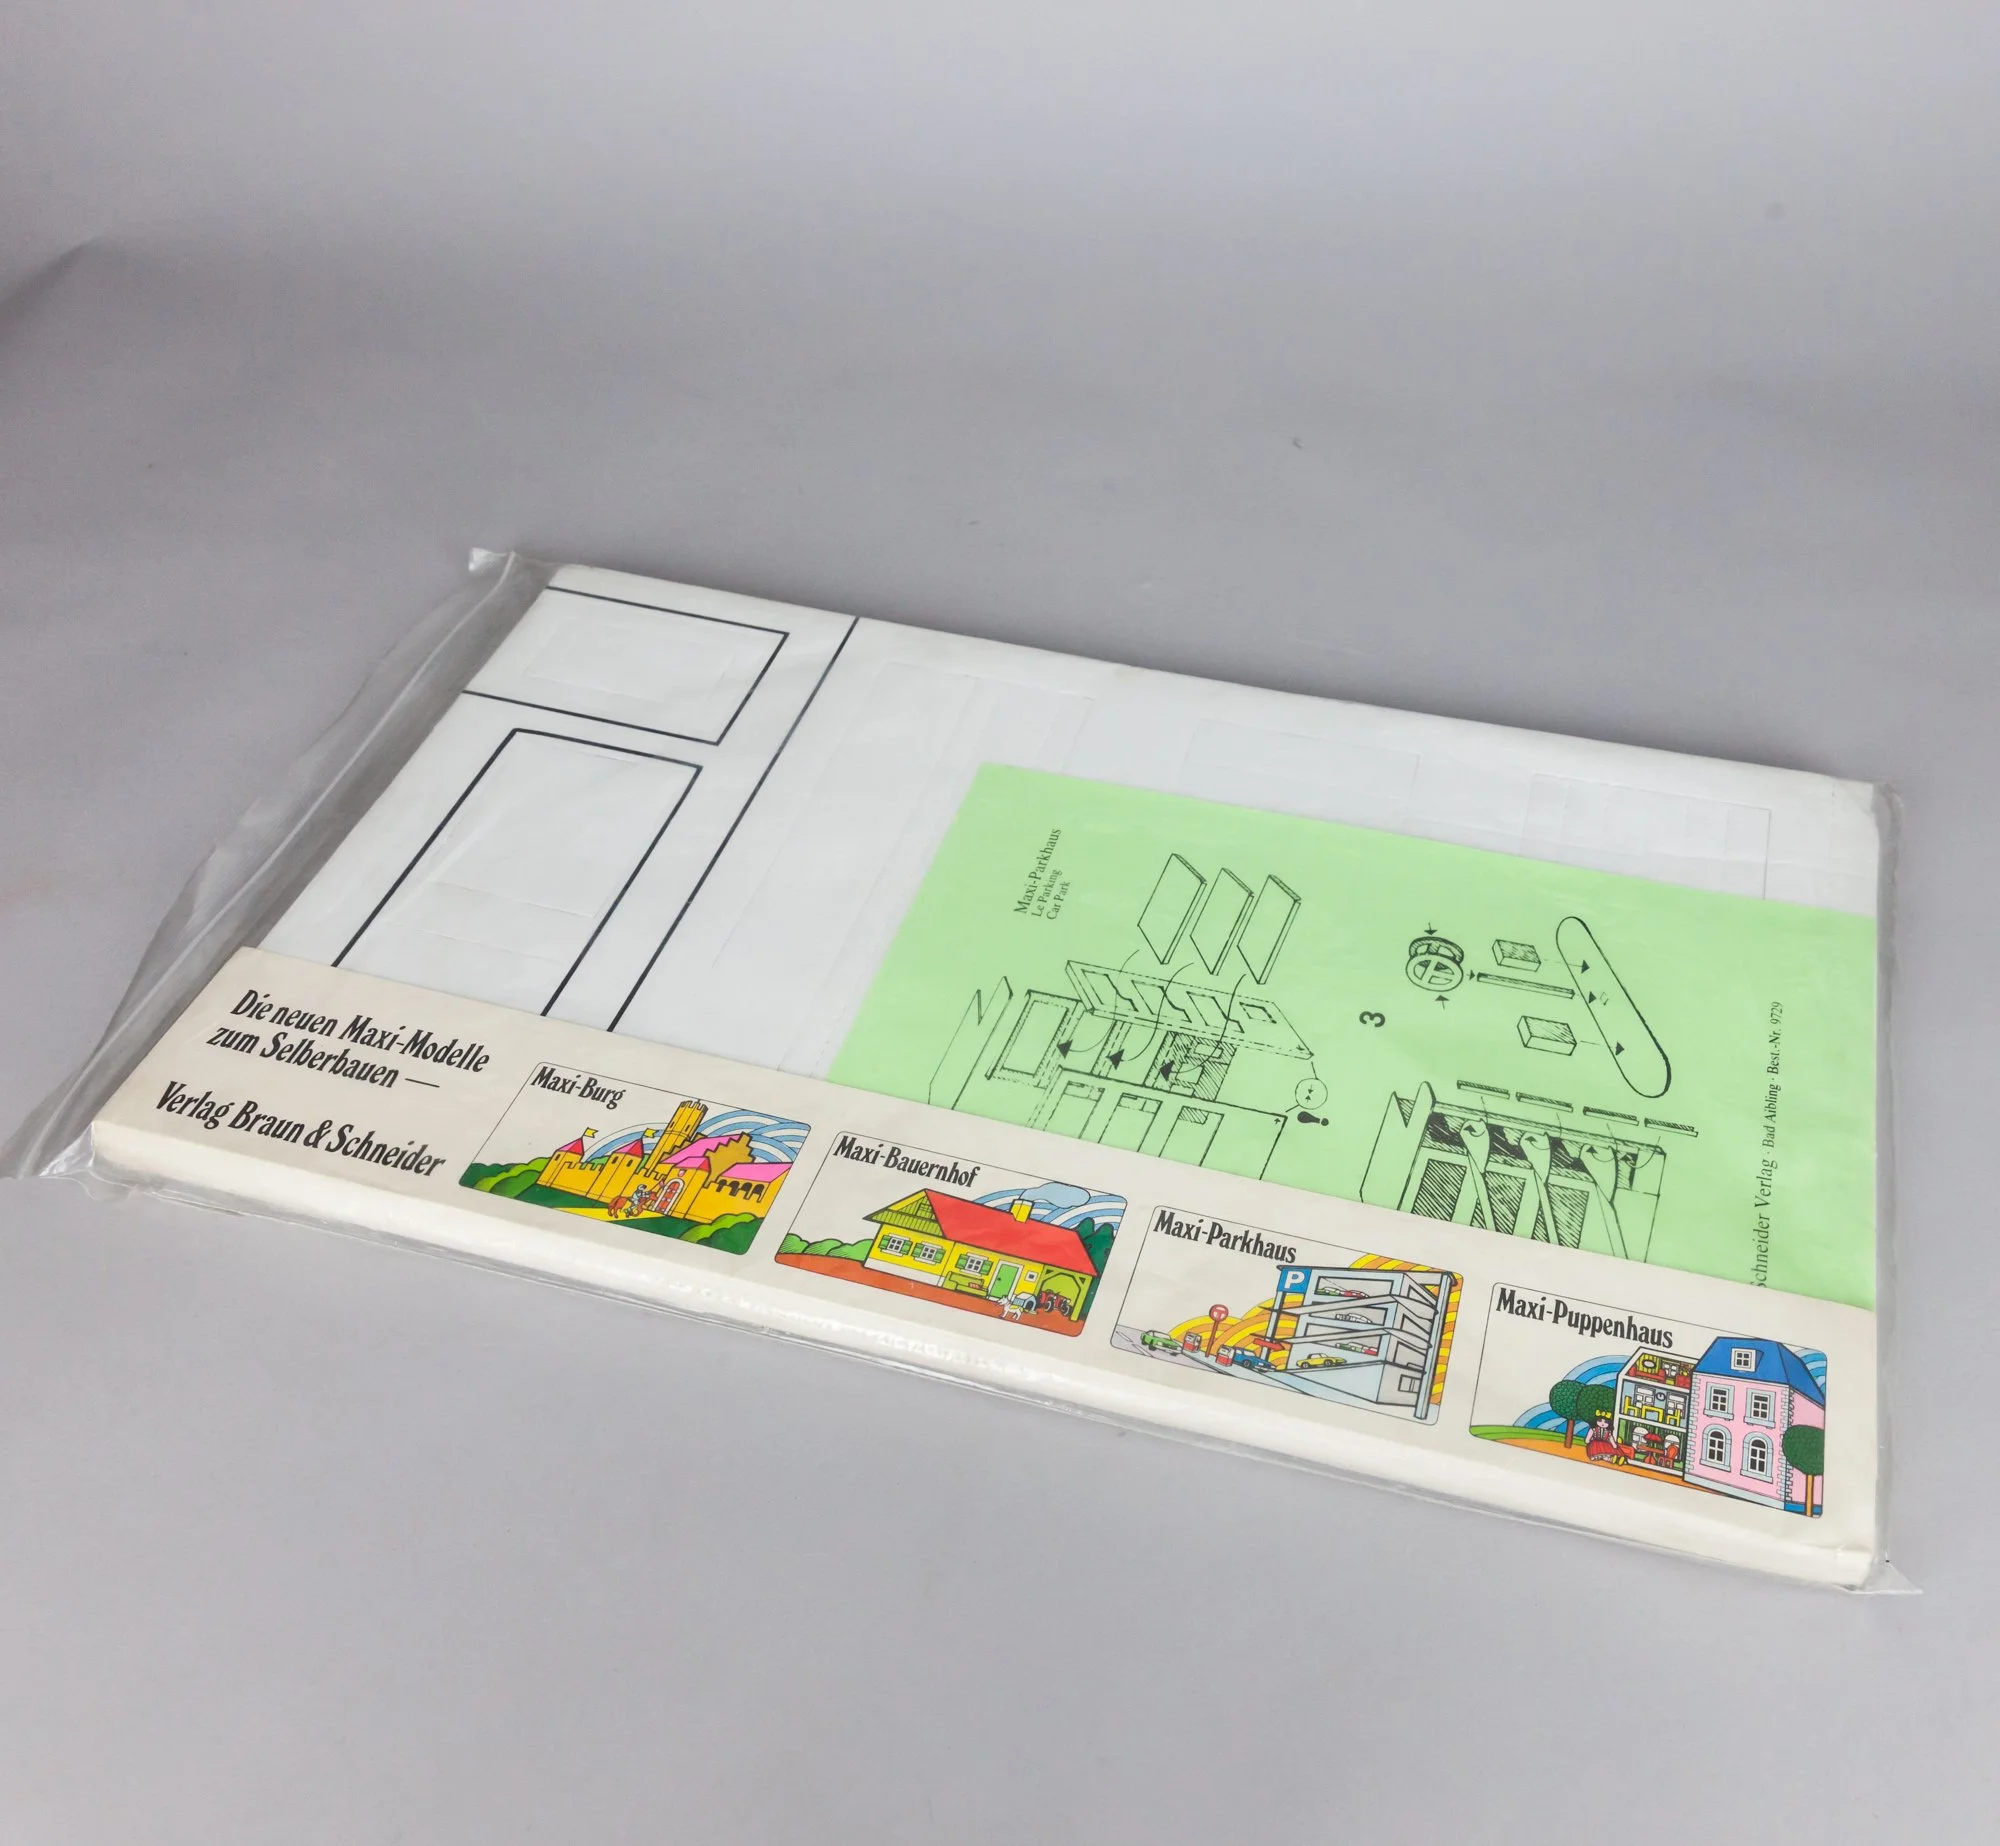 Maxi-Parkhaus
Le Parking
Car Park
3
Schneider Verlag · Bad Aibling · Best.-Nr. 9729
Die neuen Maxi-Modelle
zum Selberbauen —
Verlag Braun & Schneider
Maxi-Burg
Maxi-Bauernhof
Maxi-Parkhaus
P
T
Maxi-Puppenhaus